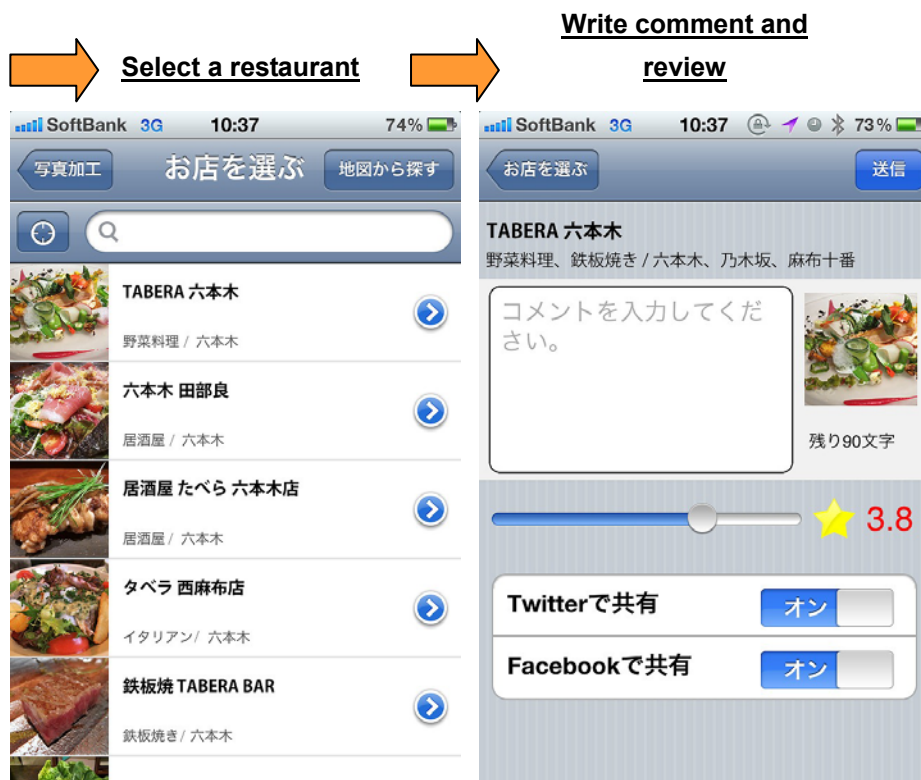 Select a restaurant
Write comment and
review
SoftBank 3G 10:37 74%
写真加工 お店を選ぶ 地図から探す
TABERA 六本木
野菜料理 / 六本木
六本木 田部良
居酒屋 / 六本木
居酒屋 たべら 六本木店
居酒屋 / 六本木
タベラ 西麻布店
イタリアン/ 六本木
鉄板焼 TABERA BAR
鉄板焼き/ 六本木
SoftBank 3G 10:37 73%
お店を選ぶ 送信
TABERA 六本木
野菜料理、鉄板焼き / 六本木、乃木坂、麻布十番
コメントを入力してくだ
さい。
残り90文字
3.8
Twitterで共有 オン
Facebookで共有 オン